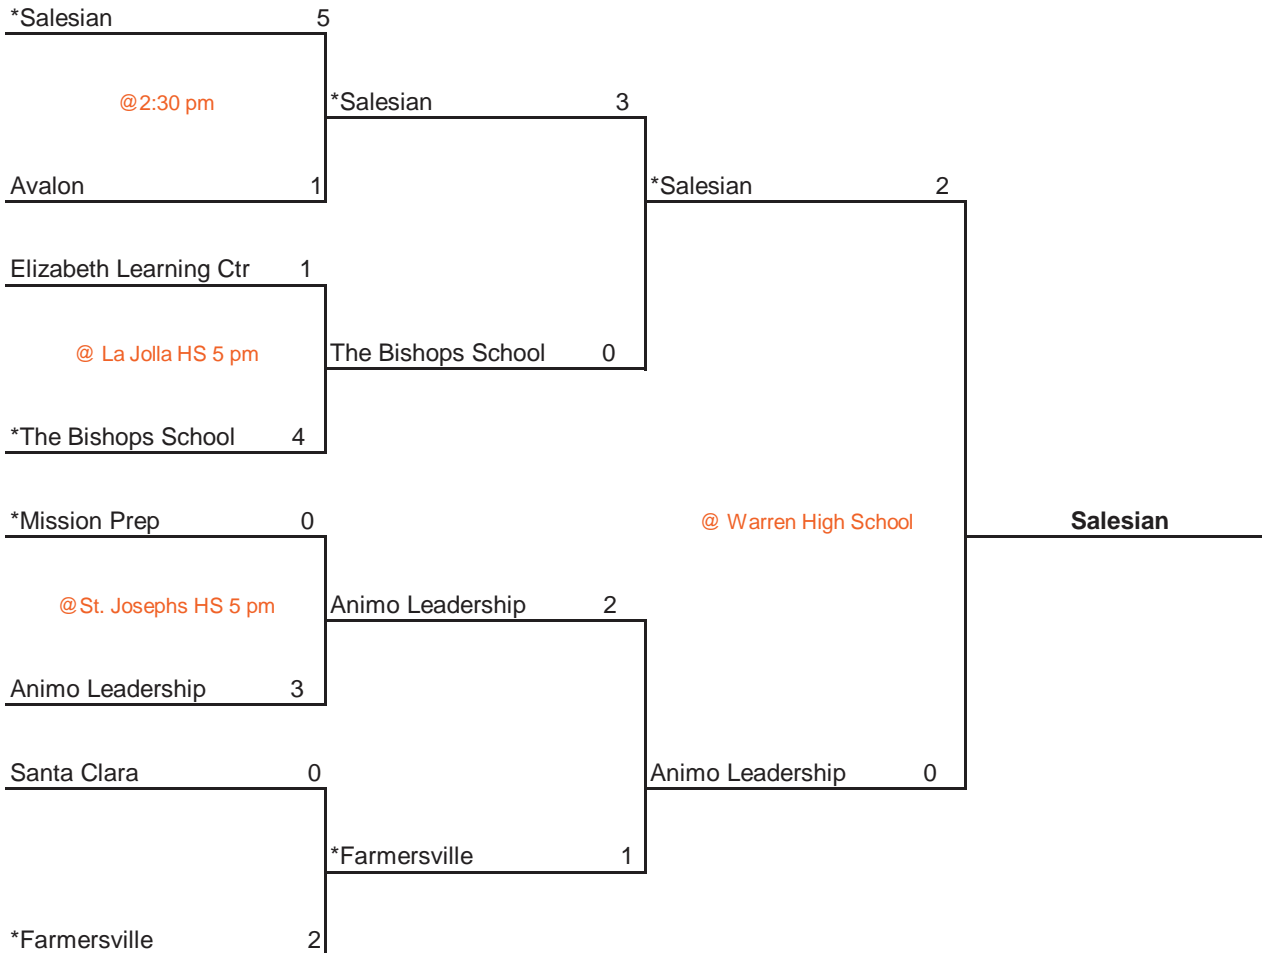 *Salesian 5
@2:30 pm
*Salesian 3
Avalon 1
*Salesian 2
Elizabeth Learning Ctr 1
@ La Jolla HS 5 pm
The Bishops School 0
*The Bishops School 4
*Mission Prep 0
@ Warren High School
Salesian
@St. Josephs HS 5 pm
Animo Leadership 2
Animo Leadership 3
Santa Clara 0
Animo Leadership 0
*Farmersville 1
*Farmersville 2